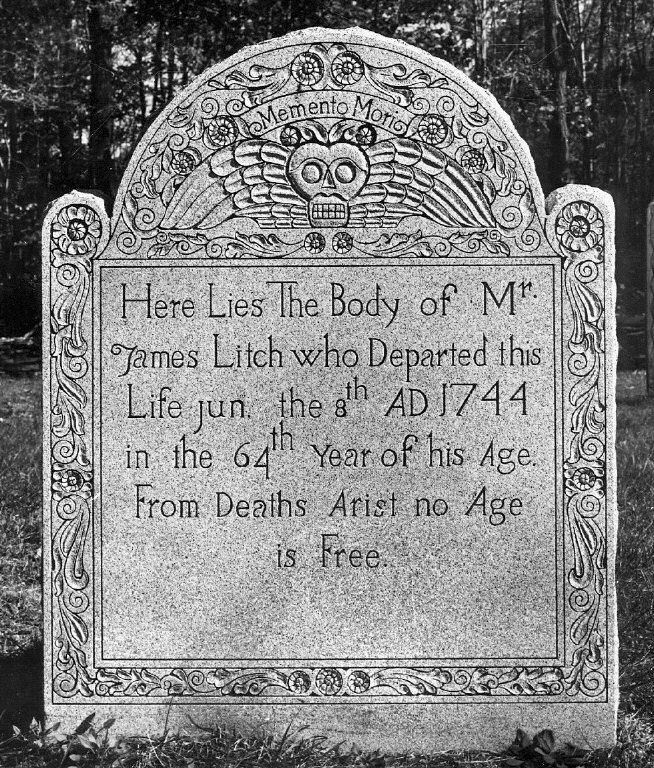 Memento Mori
Here Lies The Body of Mr.
James Litch who Departed this
Life jun. the 8th AD 1744
in the 64th Year of his Age.
From Deaths Arist no Age
is Free.